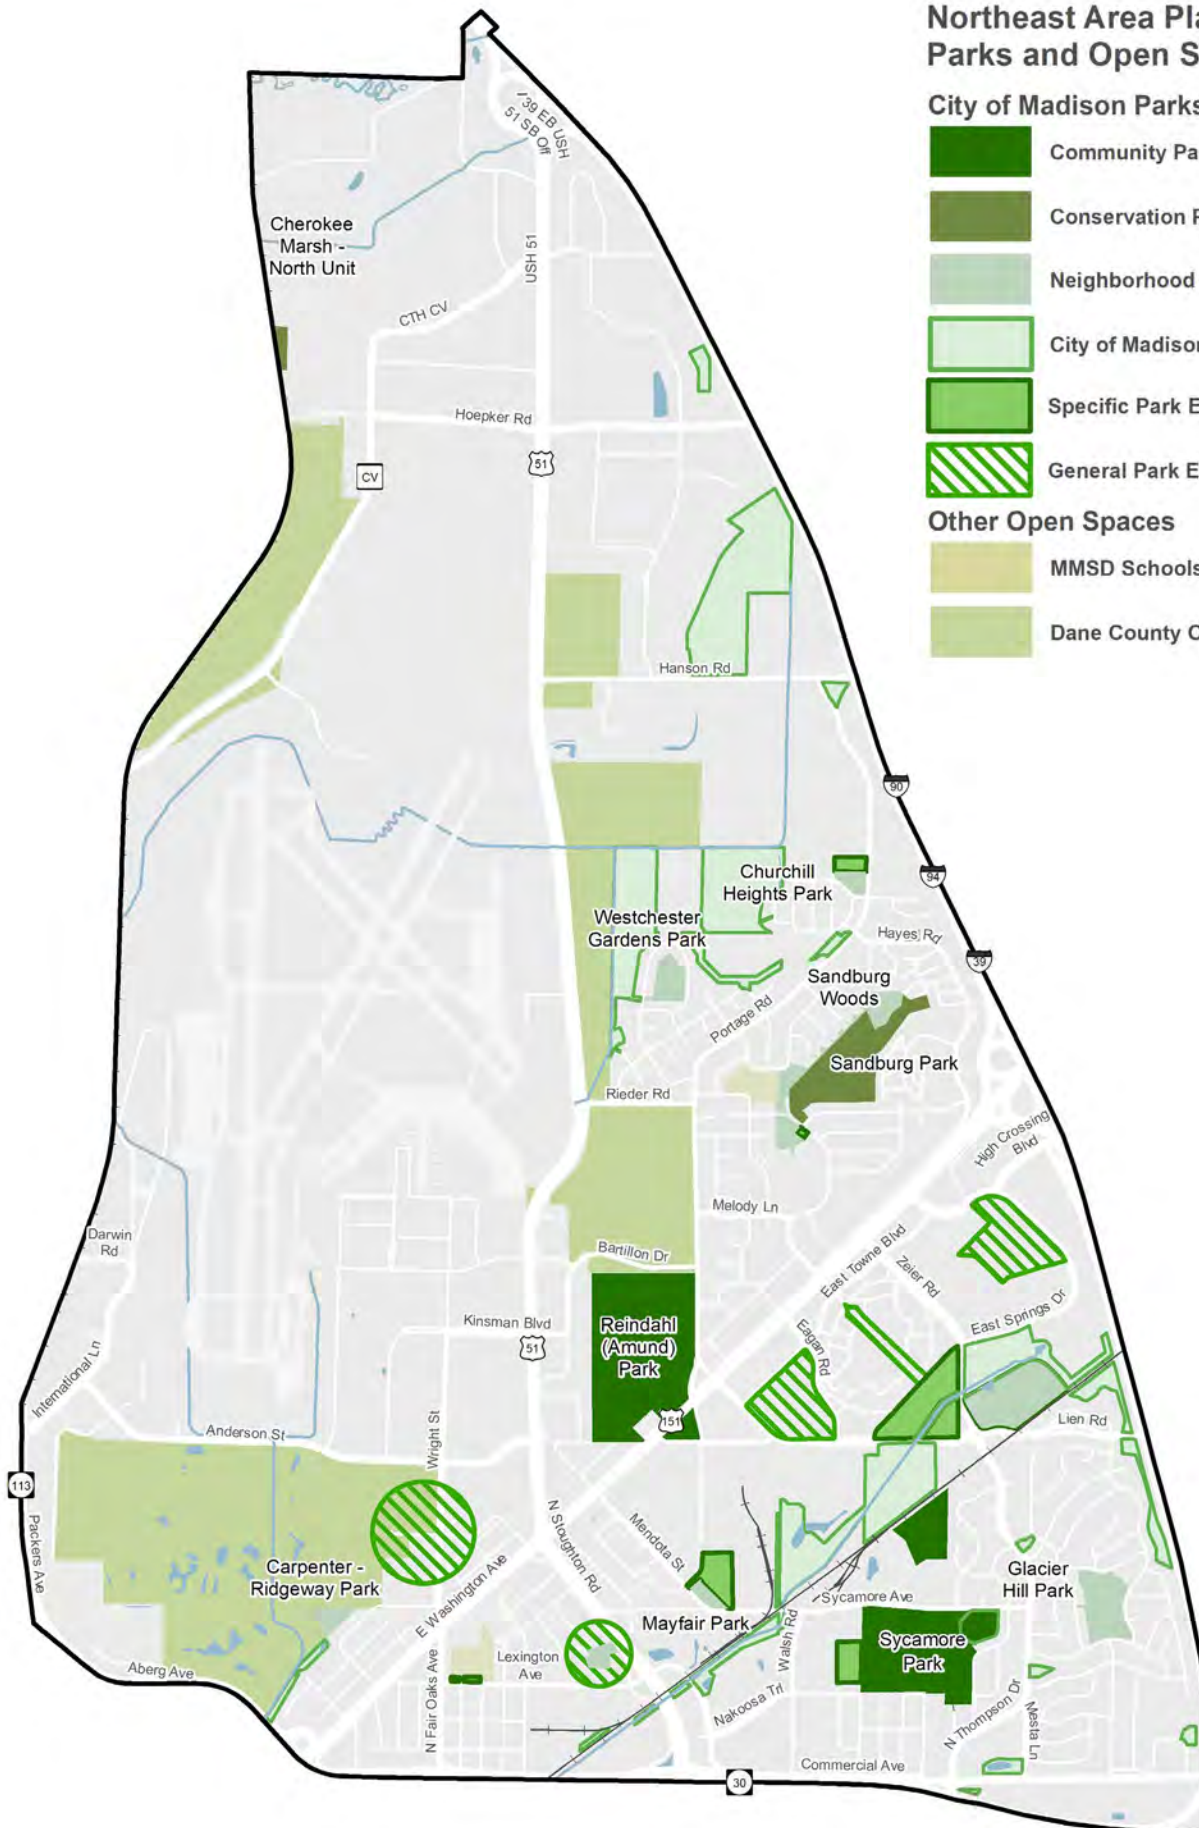 Northeast Area Pla
Parks and Open S
City of Madison Parks
Community Pa
Conservation P
Neighborhood
City of Madison
Specific Park E
General Park E
Other Open Spaces
MMSD Schools
Dane County C
/39 EB USH
51 SB Off
Cherokee
Marsh -
North Unit
USH 51
CTH CV
Hoepker Rd
CV
51
Hanson Rd
90
94
39
Churchill
Heights Park
Westchester
Gardens Park
Hayes Rd
Sandburg
Woods
Portage Rd
Sandburg Park
Rieder Rd
High Crossing
Blvd
Melody Ln
Darwin
Rd
Bartillon Dr
East Towne Blvd
Zeier Rd
Kinsman Blvd
51
Reindahl
(Amund)
Park
Eagan Rd
East Springs Dr
International Ln
151
Lien Rd
Anderson St
Wright St
113
Packers Ave
N Stoughton Rd
Mendota St
Carpenter -
Ridgeway Park
E Washington Ave
Glacier
Hill Park
Sycamore Ave
Mayfair Park
Walsh Rd
Sycamore
Park
Lexington
Ave
Aberg Ave
N Fair Oaks Ave
Nakoosa Trl
N Thompson Dr
Mesta Ln
Commercial Ave
30